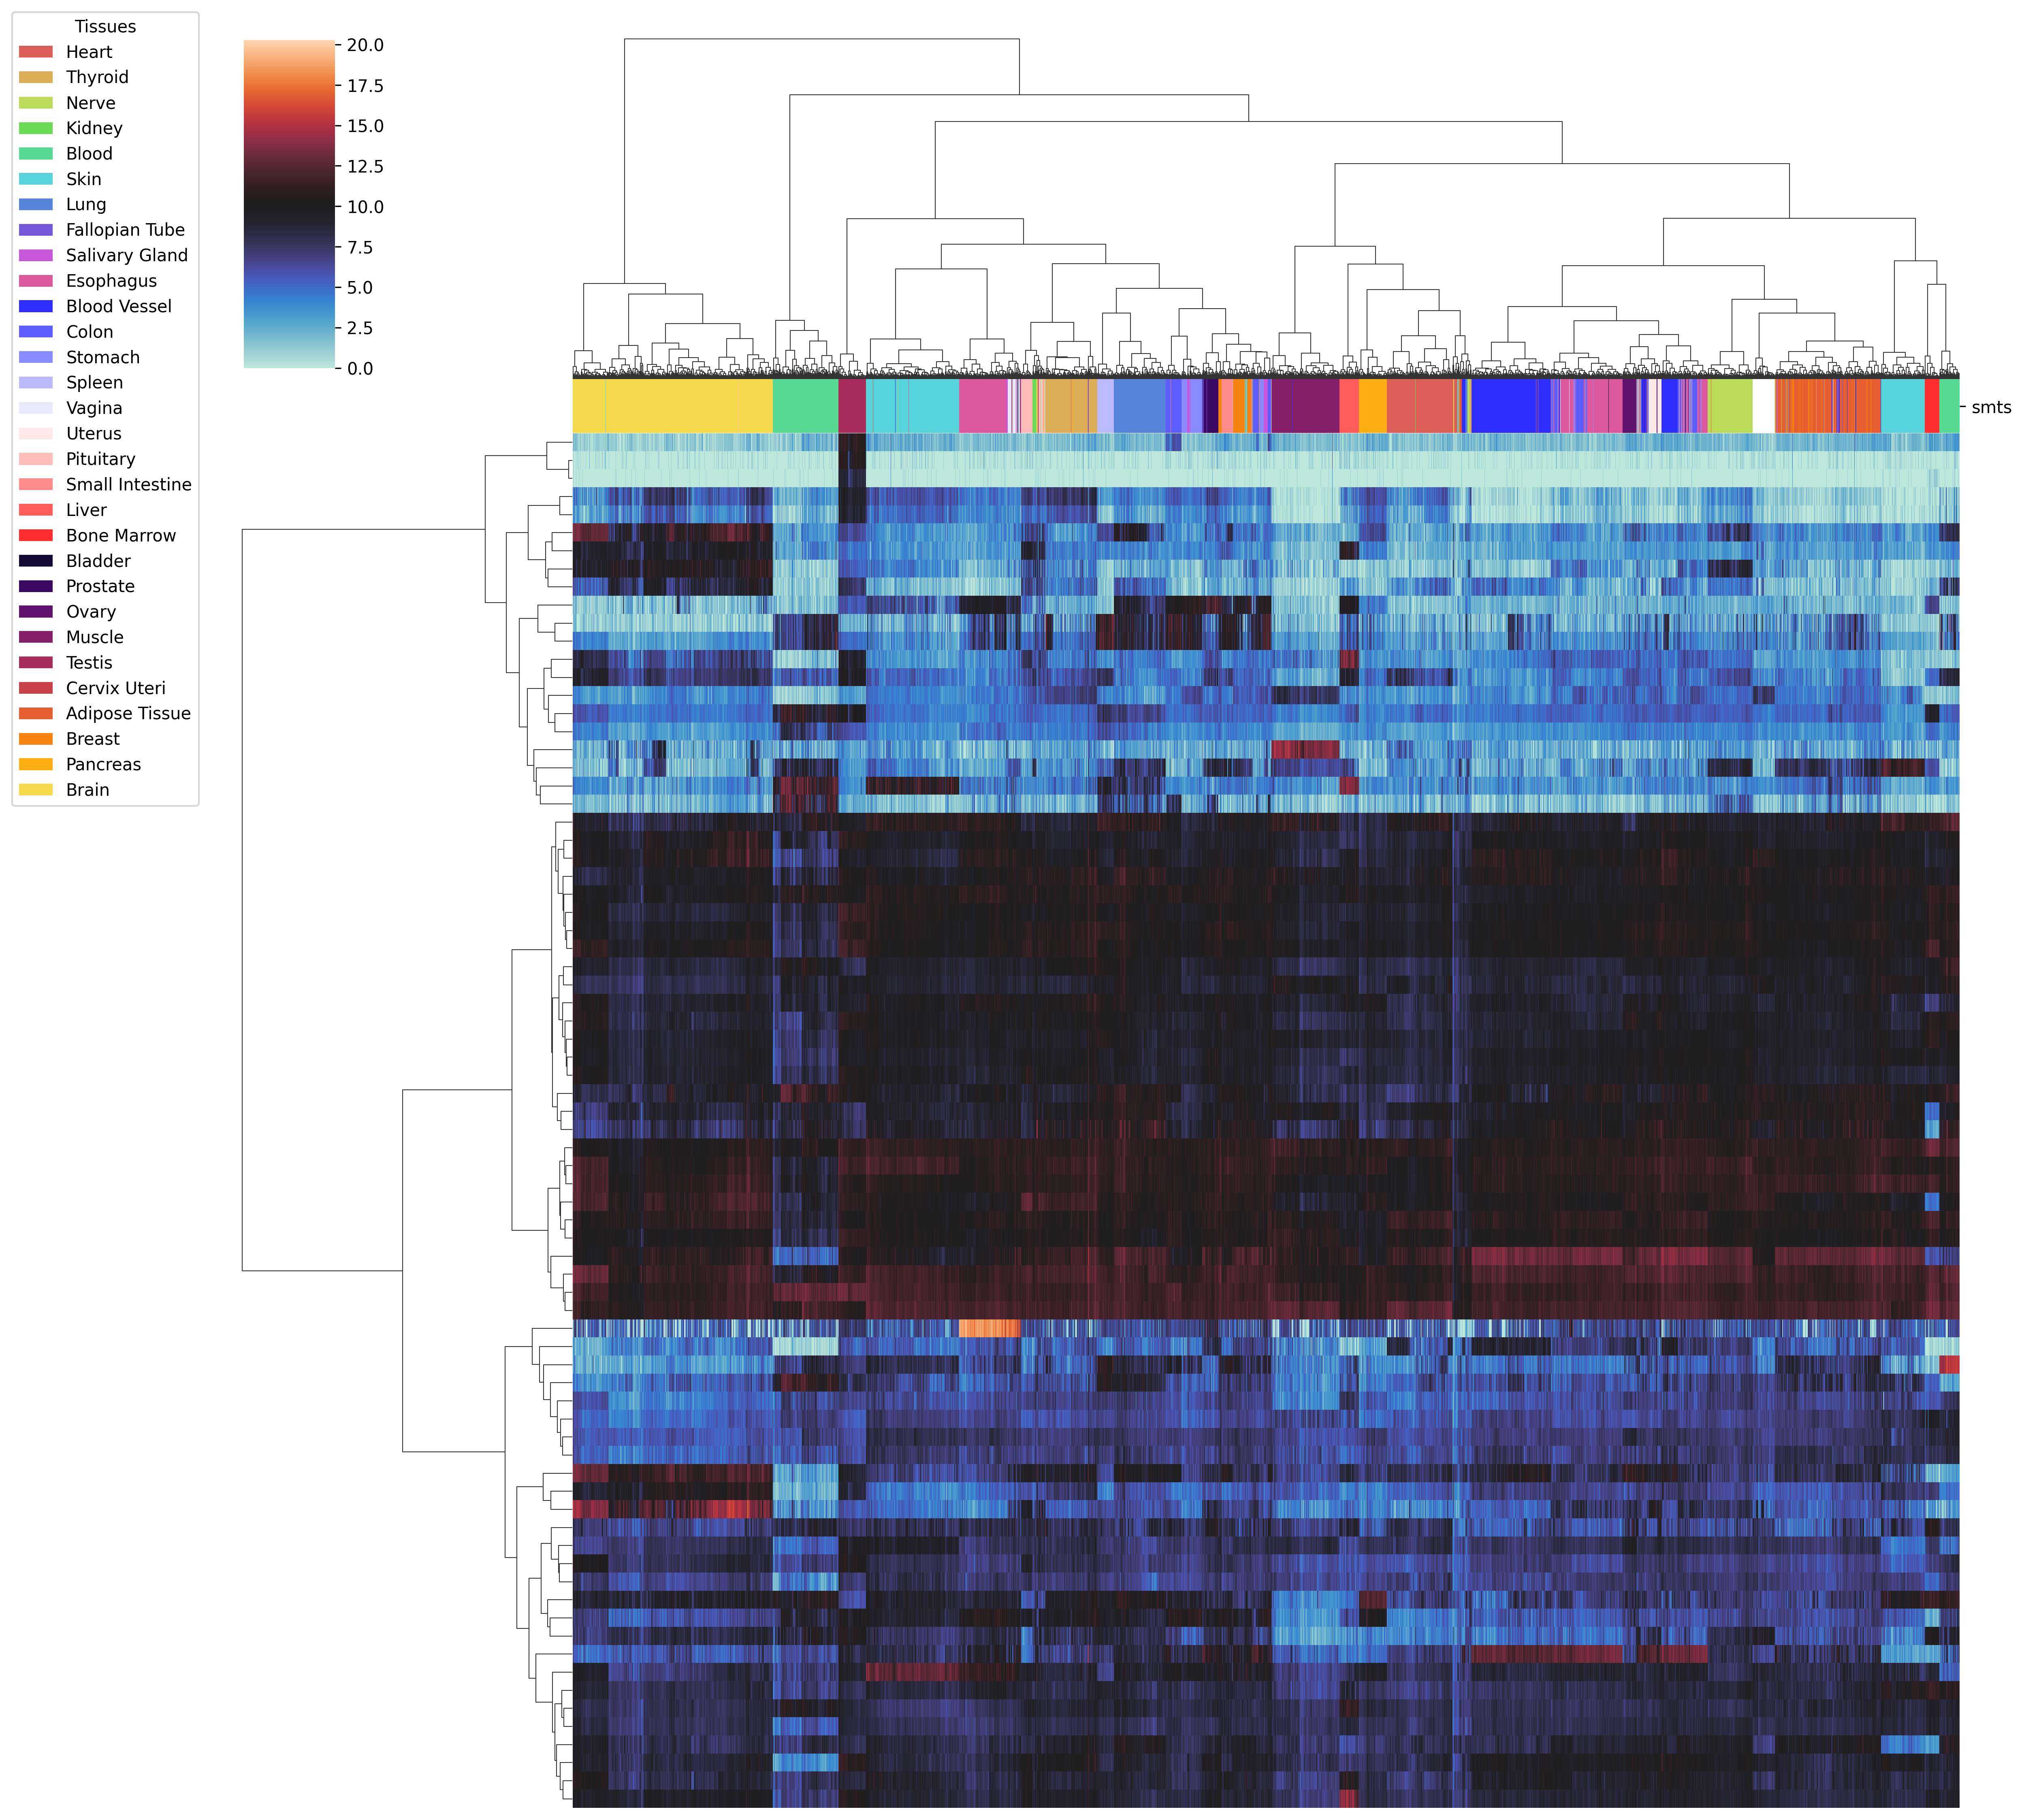 Tissues
Heart
Thyroid
Nerve
Kidney
Blood
Skin
Lung
Fallopian Tube
Salivary Gland
Esophagus
Blood Vessel
Colon
Stomach
Spleen
Vagina
Uterus
Pituitary
Small Intestine
Liver
Bone Marrow
Bladder
Prostate
Ovary
Muscle
Testis
Cervix Uteri
Adipose Tissue
Breast
Pancreas
Brain
20.0
17.5
15.0
12.5
10.0
7.5
5.0
2.5
0.0
smts